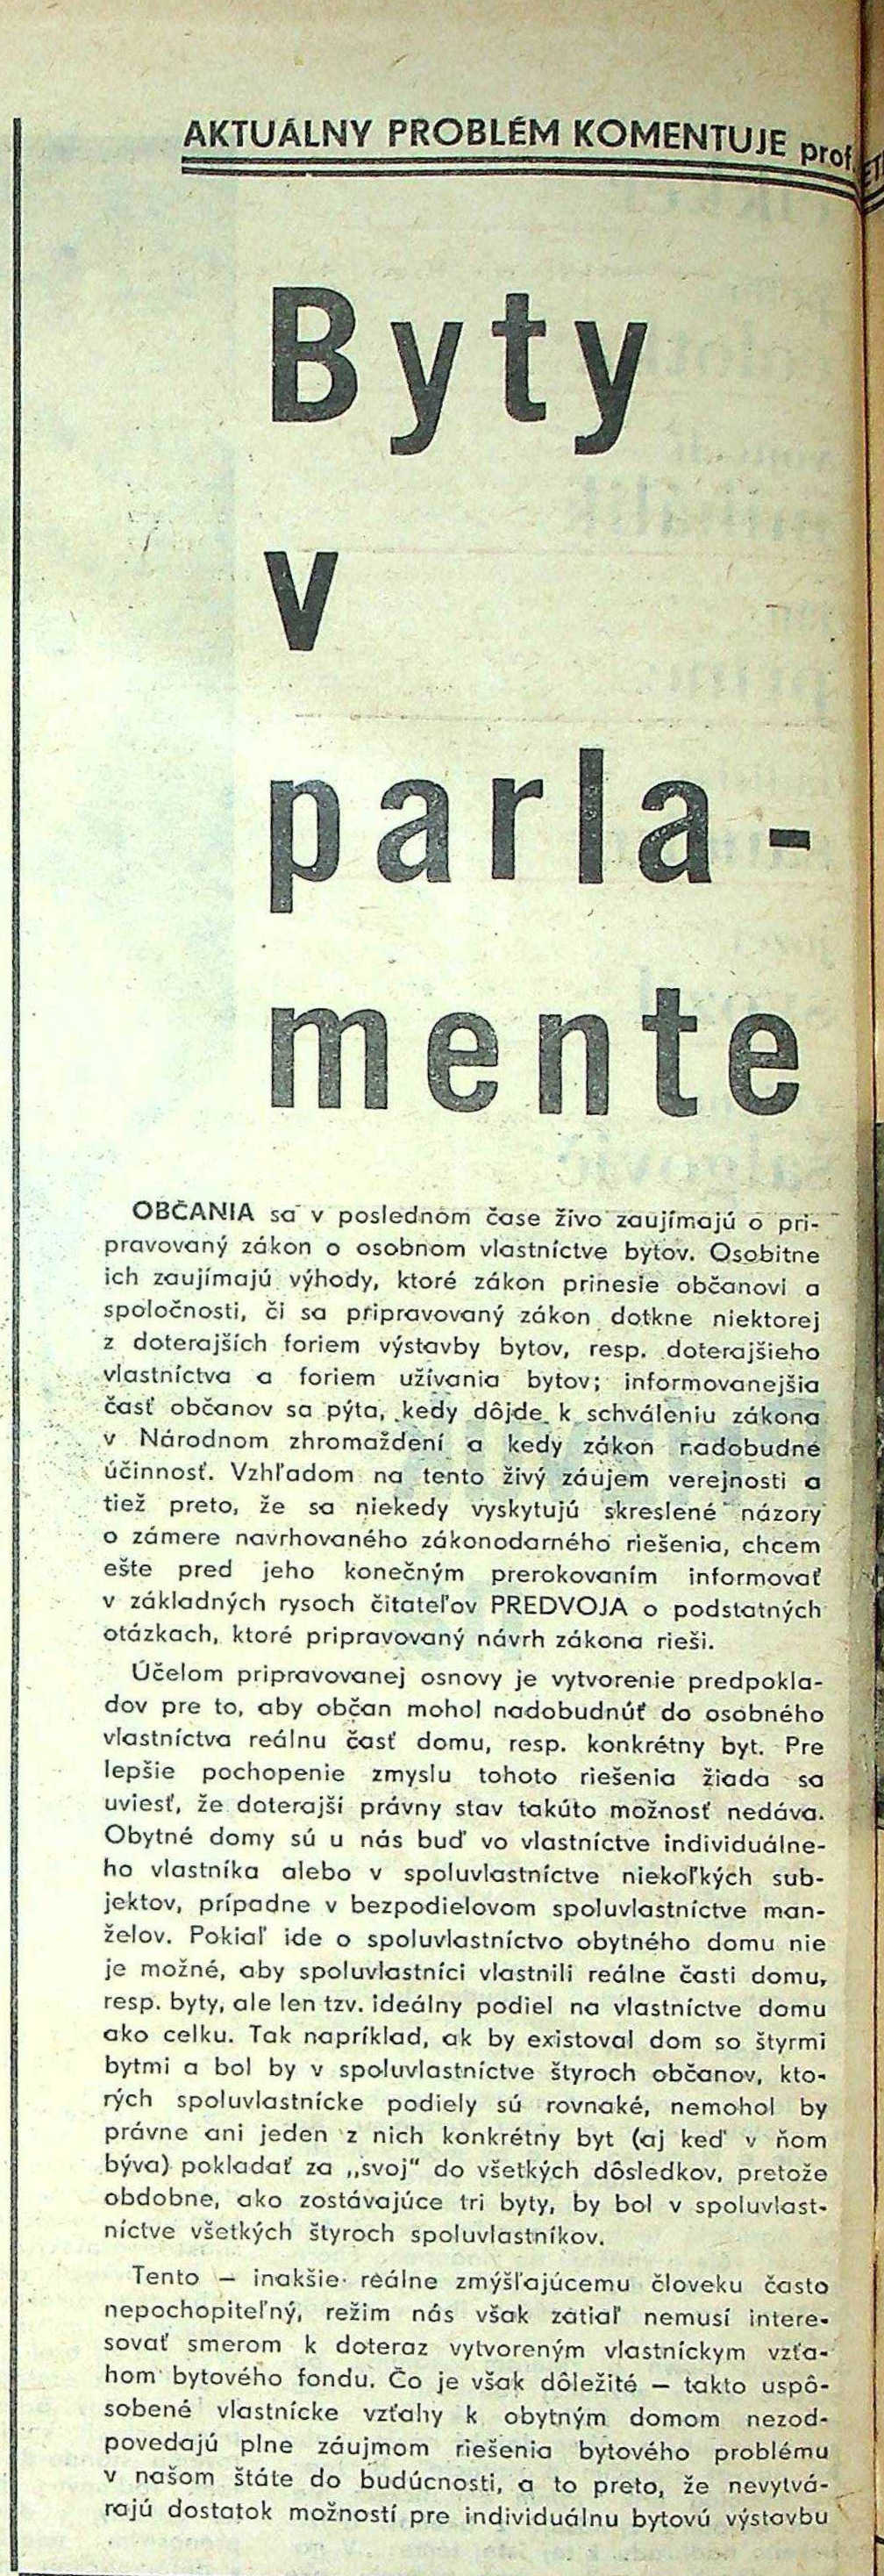 AKTUÁLNY PROBLÉM KOMENTUJE prof.
Byty
v
parla-
mente
OBČANIA sa v poslednom čase živo zaujímajú o pri-
pravovaný zákon o osobnom vlastníctve bytov. Osobitne
ich zaujímajú výhody, ktoré zákon prinesie občanovi a
spoločnosti, či sa pripravovaný zákon dotkne niektorej
z doterajších foriem výstavby bytov, resp. doterajšieho
vlastníctva a foriem užívania bytov; informovanejšia
časť občanov sa pýta, kedy dôjde k schváleniu zákona
v Národnom zhromaždení a kedy zákon nadobudne
účinnosť. Vzhľadom na tento živý záujem verejnosti a
tiež preto, že sa niekedy vyskytujú skreslené názory
o zámere navrhovaného zákonodarného riešenia, chcem
ešte pred jeho konečným prerokovaním informovať
v základných rysoch čitateľov PREDVOJA o podstatných
otázkach, ktoré pripravovaný návrh zákona rieši.
Účelom pripravovanej osnovy je vytvorenie predpokla-
dov pre to, aby občan mohol nadobudnúť do osobného
vlastníctva reálnu časť domu, resp. konkrétny byt. Pre
lepšie pochopenie zmyslu tohoto riešenia žiada sa
uviesť, že doterajší právny stav takúto možnosť nedáva.
Obytné domy sú u nás buď vo vlastníctve individuálne-
ho vlastníka alebo v spoluvlastníctve niekoľkých sub-
jektov, prípadne v bezpodielovom spoluvlastníctve man-
želov. Pokiaľ ide o spoluvlastníctvo obytného domu nie
je možné, aby spoluvlastníci vlastnili reálne časti domu,
resp. byty, ale len tzv. ideálny podiel na vlastníctve domu
ako celku. Tak napríklad, ak by existoval dom so štyrmi
bytmi a bol by v spoluvlastníctve štyroch občanov, kto-
rých spoluvlastnícke podiely sú rovnaké, nemohol by
právne ani jeden z nich konkrétny byt (aj keď v ňom
býva) pokladať za „svoj“ do všetkých dôsledkov, pretože
obdobne, ako zostávajúce tri byty, by bol v spoluvlast-
níctve všetkých štyroch spoluvlastníkov.
Tento — inakšie reálne zmýšľajúcemu človeku často
nepochopiteľný, režim nás však zatiaľ nemusí intere-
sovať smerom k doteraz vytvoreným vlastníckym vzťa-
hom bytového fondu. Čo je však dôležité — takto uspô-
sobené vlastnícke vzťahy k obytným domom nezod-
povedajú plne záujmom riešenia bytového problému
v našom štáte do budúcnosti, a to preto, že nevytvá-
rajú dostatok možností pre individuálnu bytovú výstavbu